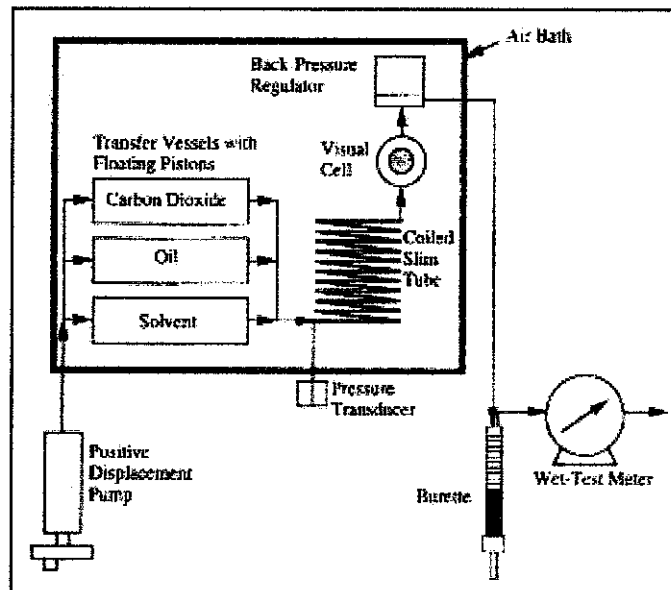 Air Bath
Back Pressure
Regulator
Transfer Vessels with
Floating Pistons
Visual
Cell
Carbon Dioxide
Oil
Coiled
Slim
Tube
Solvent
Pressure
Transducer
Positive
Displacement
Pump
Burette
Wet-Test Meter